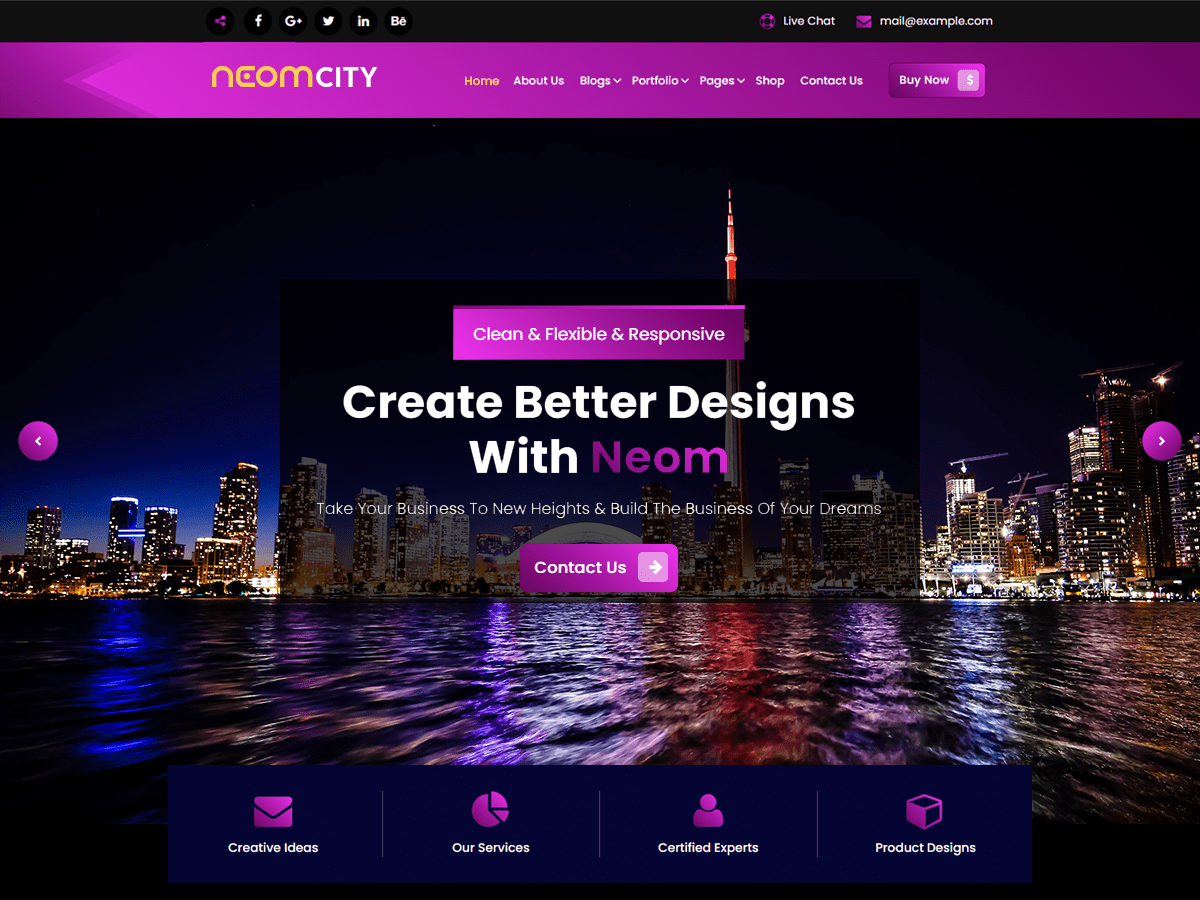 Live Chat
mail@example.com
NEOMCITY
Home
About Us
Blogs
Portfolio
Pages
Shop
Contact Us
Buy Now $
Clean & Flexible & Responsive
Create Better Designs
With Neom
Take Your Business To New Heights & Build The Business Of Your Dreams
Contact Us
Creative Ideas
Our Services
Certified Experts
Product Designs